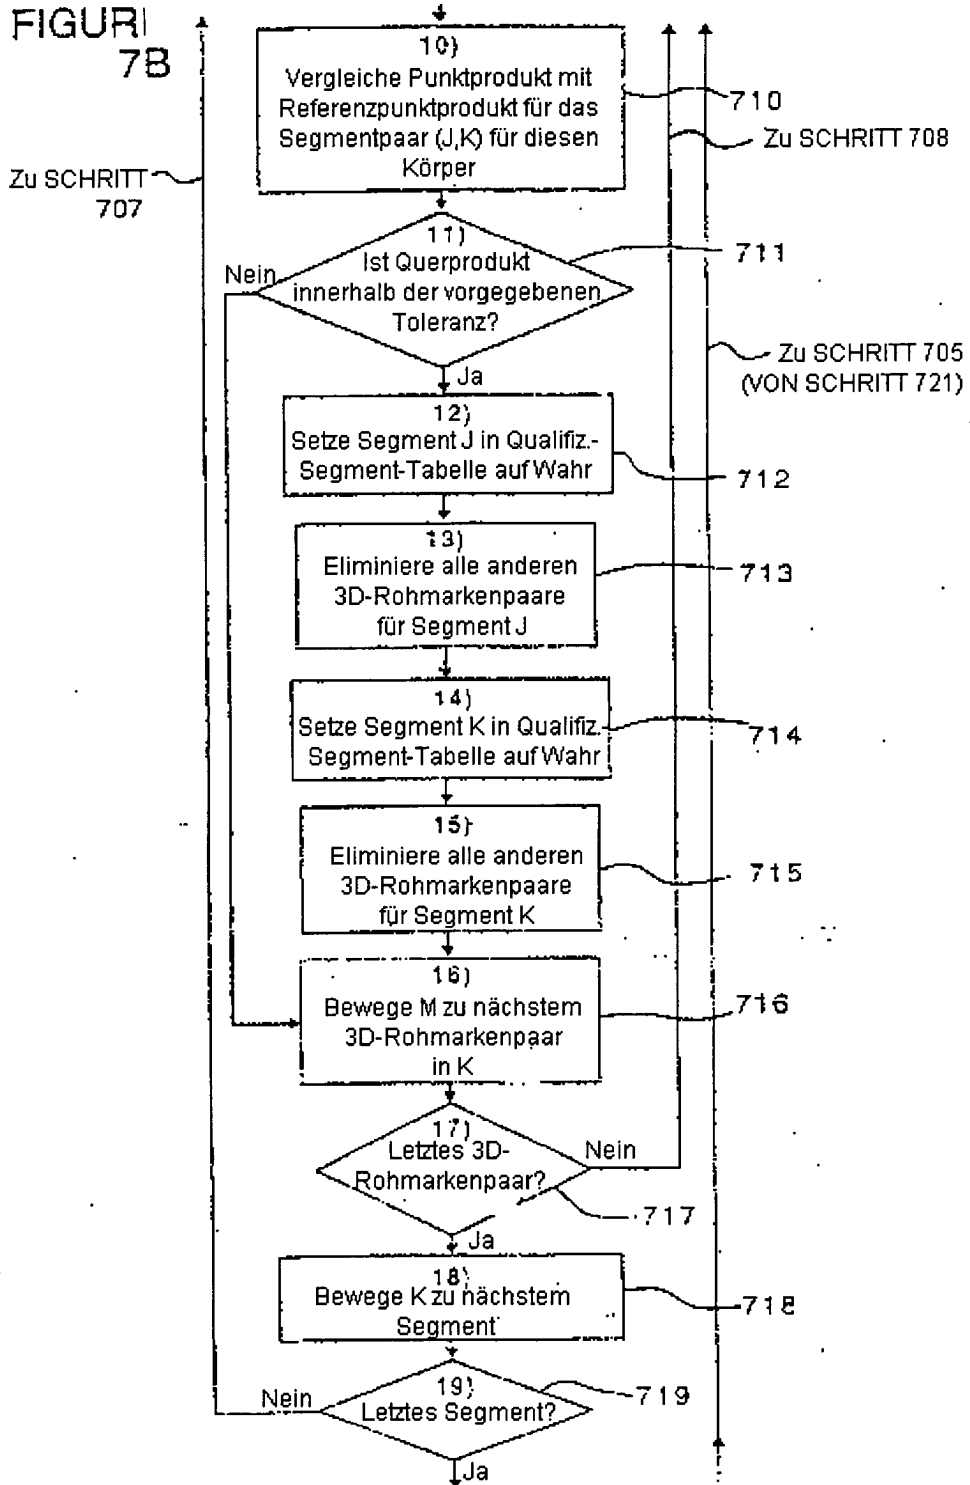 FIGUR
7B
10)
Vergleiche Punktprodukt mit
Referenzpunktprodukt für das
Segmentpaar (J,K) für diesen
Körper
710
Zu SCHRITT 708
Zu SCHRITT
707
11)
Ist Querprodukt
innerhalb der vorgegebenen
Toleranz?
711
Nein
Ja
Zu SCHRITT 705
(VON SCHRITT 721)
12)
Setze Segment J in Qualifiz.-
Segment-Tabelle auf Wahr
712
13)
Eliminiere alle anderen
3D-Rohmarkenpaare
für Segment J
713
14)
Setze Segment K in Qualifiz.-
Segment-Tabelle auf Wahr
714
15)
Eliminiere alle anderen
3D-Rohmarkenpaare
für Segment K
715
16)
Bewege M zu nächstem
3D-Rohmarkenpaar
in K
716
17)
Letztes 3D-
Rohmarkenpaar?
Nein
717
Ja
18)
Bewege K zu nächstem
Segment
718
19)
Letztes Segment?
719
Nein
Ja